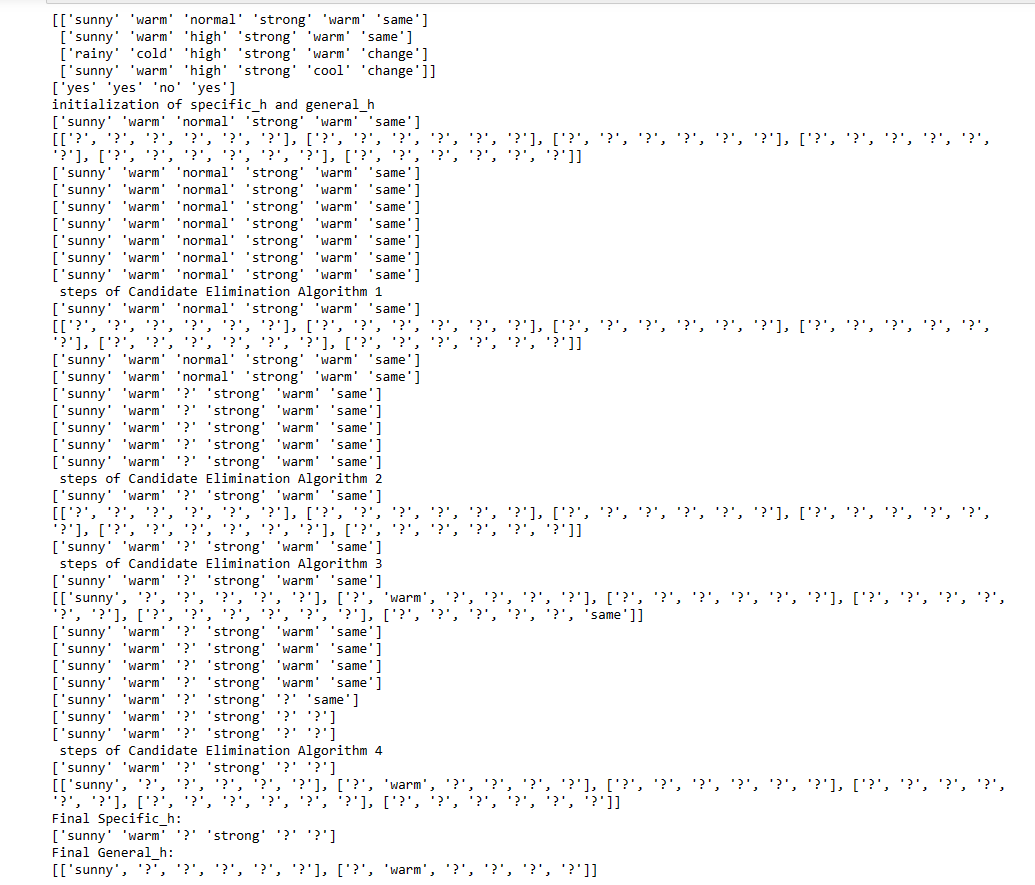 [['sunny' 'warm' 'normal' 'strong' 'warm' 'same']
 ['sunny' 'warm' 'high' 'strong' 'warm' 'same']
 ['rainy' 'cold' 'high' 'strong' 'warm' 'change']
 ['sunny' 'warm' 'high' 'strong' 'cool' 'change']]
['yes' 'yes' 'no' 'yes']
initialization of specific_h and general_h
['sunny' 'warm' 'normal' 'strong' 'warm' 'same']
[['?', '?', '?', '?', '?', '?'], ['?', '?', '?', '?', '?', '?'], ['?', '?', '?', '?', '?', '?'], ['?', '?', '?', '?', '?',
'?'], ['?', '?', '?', '?', '?', '?'], ['?', '?', '?', '?', '?', '?']]
['sunny' 'warm' 'normal' 'strong' 'warm' 'same']
['sunny' 'warm' 'normal' 'strong' 'warm' 'same']
['sunny' 'warm' 'normal' 'strong' 'warm' 'same']
['sunny' 'warm' 'normal' 'strong' 'warm' 'same']
['sunny' 'warm' 'normal' 'strong' 'warm' 'same']
['sunny' 'warm' 'normal' 'strong' 'warm' 'same']
['sunny' 'warm' 'normal' 'strong' 'warm' 'same']
 steps of Candidate Elimination Algorithm 1
['sunny' 'warm' 'normal' 'strong' 'warm' 'same']
[['?', '?', '?', '?', '?', '?'], ['?', '?', '?', '?', '?', '?'], ['?', '?', '?', '?', '?', '?'], ['?', '?', '?', '?', '?',
'?'], ['?', '?', '?', '?', '?', '?'], ['?', '?', '?', '?', '?', '?']]
['sunny' 'warm' 'normal' 'strong' 'warm' 'same']
['sunny' 'warm' 'normal' 'strong' 'warm' 'same']
['sunny' 'warm' '?' 'strong' 'warm' 'same']
['sunny' 'warm' '?' 'strong' 'warm' 'same']
['sunny' 'warm' '?' 'strong' 'warm' 'same']
['sunny' 'warm' '?' 'strong' 'warm' 'same']
['sunny' 'warm' '?' 'strong' 'warm' 'same']
 steps of Candidate Elimination Algorithm 2
['sunny' 'warm' '?' 'strong' 'warm' 'same']
[['?', '?', '?', '?', '?', '?'], ['?', '?', '?', '?', '?', '?'], ['?', '?', '?', '?', '?', '?'], ['?', '?', '?', '?', '?',
'?'], ['?', '?', '?', '?', '?', '?'], ['?', '?', '?', '?', '?', '?']]
['sunny' 'warm' '?' 'strong' 'warm' 'same']
 steps of Candidate Elimination Algorithm 3
['sunny' 'warm' '?' 'strong' 'warm' 'same']
[['sunny', '?', '?', '?', '?', '?'], ['?', 'warm', '?', '?', '?', '?'], ['?', '?', '?', '?', '?', '?'], ['?', '?', '?', '?',
'?', '?'], ['?', '?', '?', '?', '?', '?'], ['?', '?', '?', '?', '?', 'same']]
['sunny' 'warm' '?' 'strong' 'warm' 'same']
['sunny' 'warm' '?' 'strong' 'warm' 'same']
['sunny' 'warm' '?' 'strong' 'warm' 'same']
['sunny' 'warm' '?' 'strong' 'warm' 'same']
['sunny' 'warm' '?' 'strong' '?' 'same']
['sunny' 'warm' '?' 'strong' '?' '?']
['sunny' 'warm' '?' 'strong' '?' '?']
 steps of Candidate Elimination Algorithm 4
['sunny' 'warm' '?' 'strong' '?' '?']
[['sunny', '?', '?', '?', '?', '?'], ['?', 'warm', '?', '?', '?', '?'], ['?', '?', '?', '?', '?', '?'], ['?', '?', '?', '?',
'?', '?'], ['?', '?', '?', '?', '?', '?'], ['?', '?', '?', '?', '?', '?']]
Final Specific_h:
['sunny' 'warm' '?' 'strong' '?' '?']
Final General_h:
[['sunny', '?', '?', '?', '?', '?'], ['?', 'warm', '?', '?', '?', '?']]